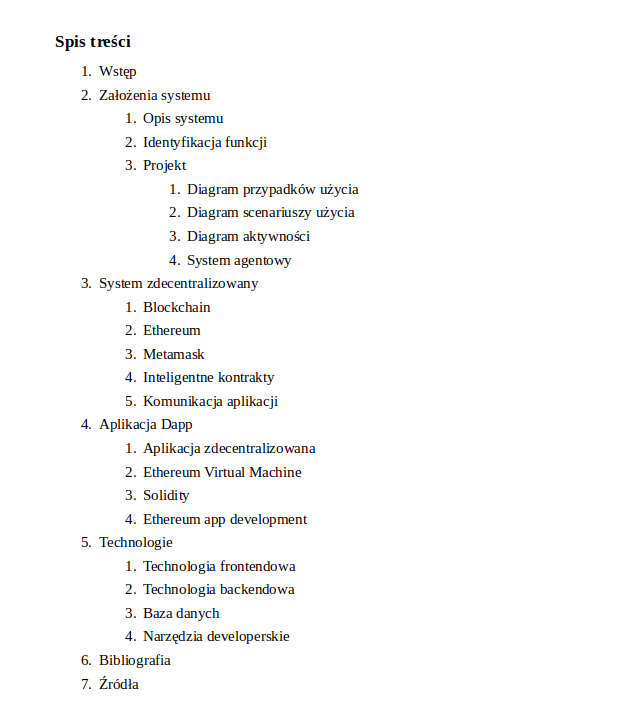 Spis treści
1. Wstęp
2. Założenia systemu
1. Opis systemu
2. Identyfikacja funkcji
3. Projekt
1. Diagram przypadków użycia
2. Diagram scenariuszy użycia
3. Diagram aktywności
4. System agentowy
3. System zdecentralizowany
1. Blockchain
2. Ethereum
3. Metamask
4. Inteligentne kontrakty
5. Komunikacja aplikacji
4. Aplikacja Dapp
1. Aplikacja zdecentralizowana
2. Ethereum Virtual Machine
3. Solidity
4. Ethereum app development
5. Technologie
1. Technologia frontendowa
2. Technologia backendowa
3. Baza danych
4. Narzędzia developerskie
6. Bibliografia
7. Źródła